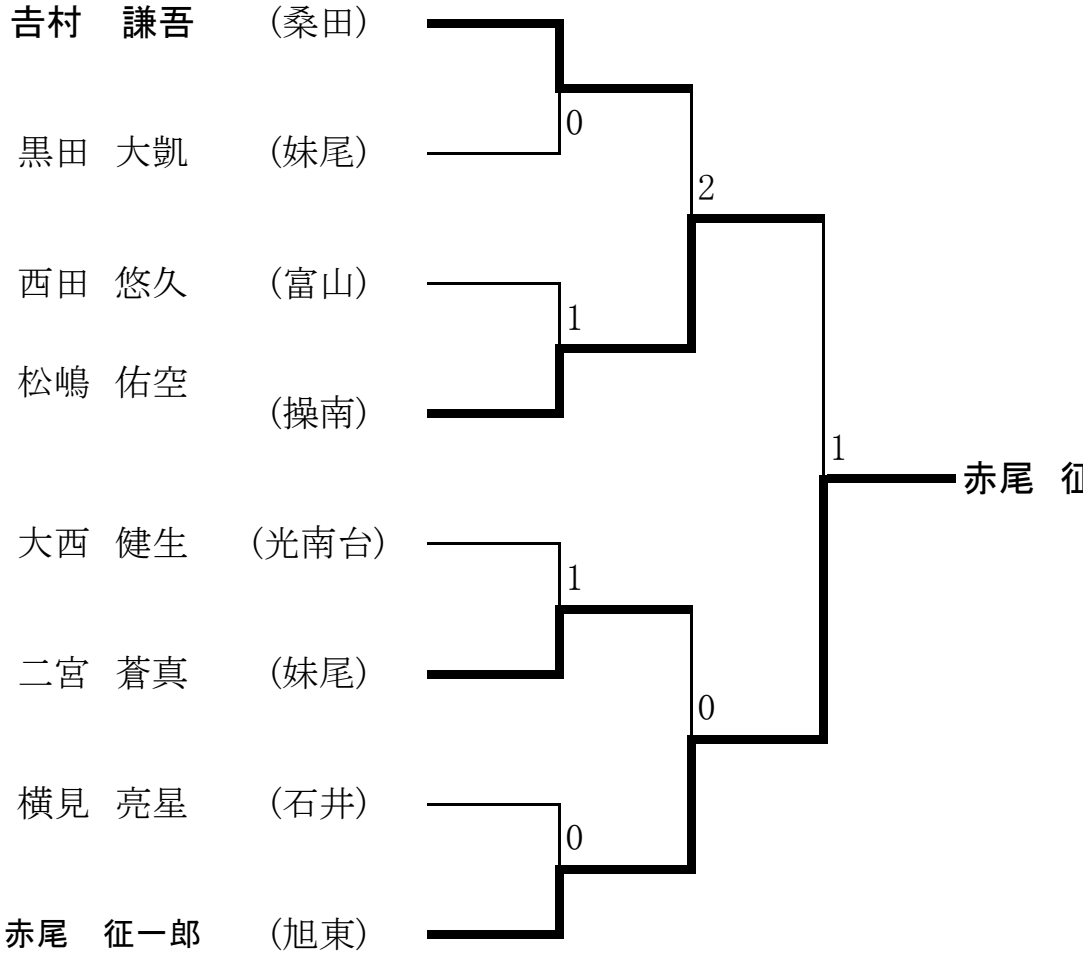 𠮷村　謙吾　(桑田)
0
黒田　大凱　(妹尾)
2
西田　悠久　(富山)
1
松嶋　佑空　(操南)
1
赤尾　征
大西　健生　(光南台)
1
二宮　蒼真　(妹尾)
0
横見　亮星　(石井)
0
赤尾　征一郎　(旭東)